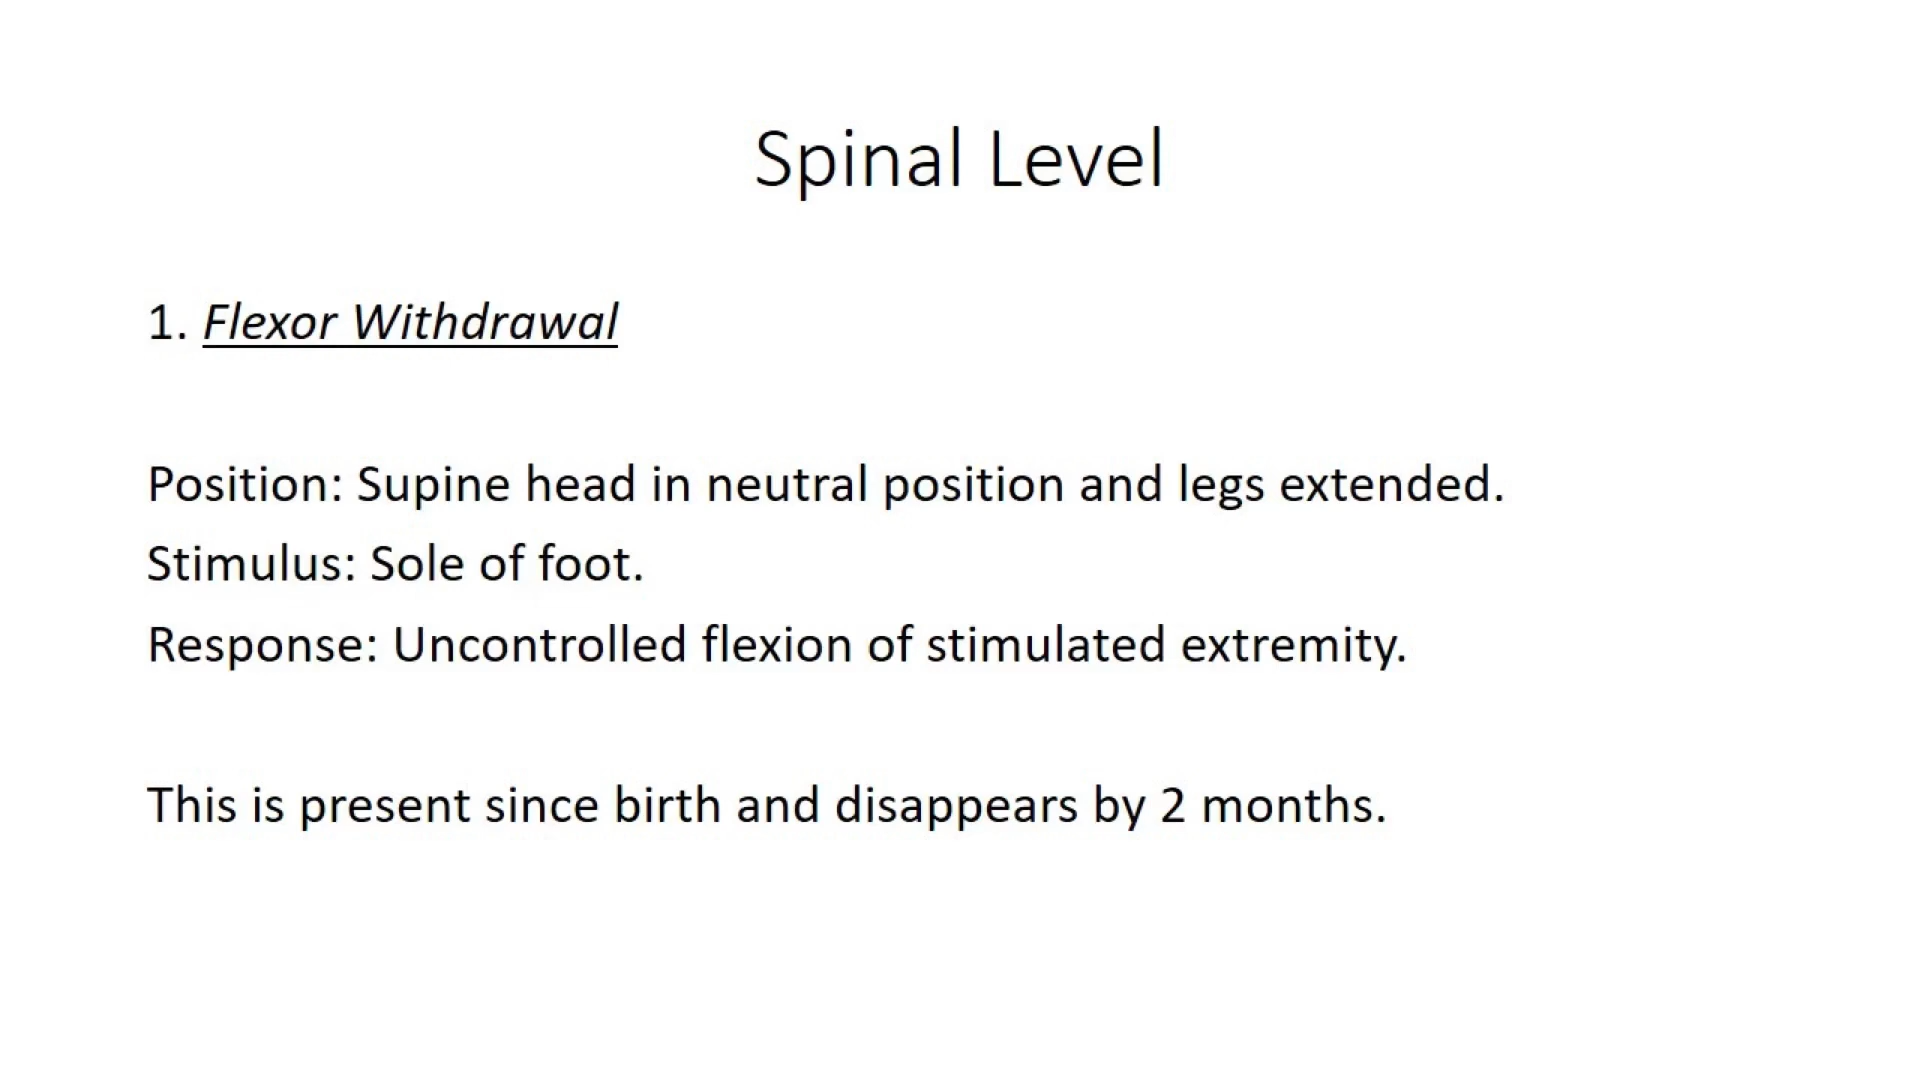 Spinal Level
1. Flexor Withdrawal
Position: Supine head in neutral position and legs extended.
Stimulus: Sole of foot.
Response: Uncontrolled flexion of stimulated extremity.
This is present since birth and disappears by 2 months.